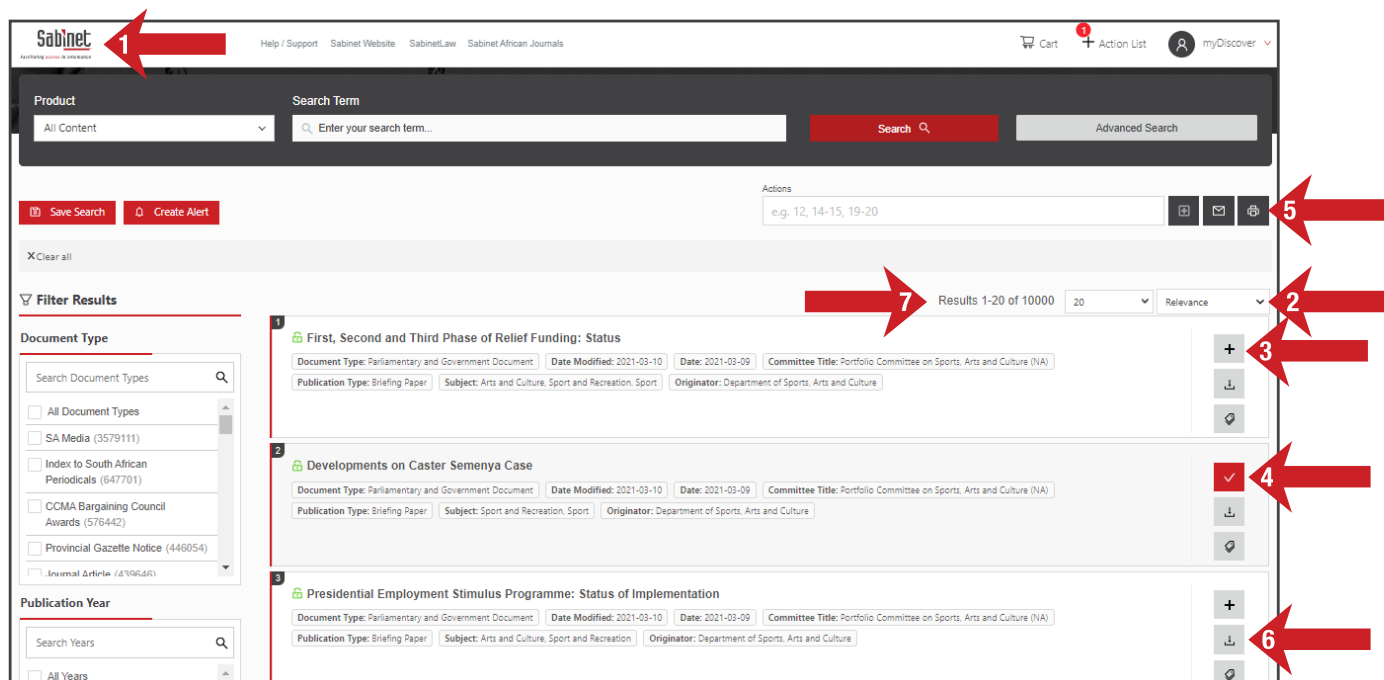 Sabinet
Facilitating access to information
1
Help / Support Sabinet Website SabinetLaw Sabinet African Journals
Cart
1
Action List
myDiscover
Product
Search Term
All Content
Enter your search term...
Search
Advanced Search
Actions
Save Search
Create Alert
e.g. 12, 14-15, 19-20
5
X Clear all
Filter Results
7
Results 1-20 of 10000
20
Relevance
2
Document Type
Search Document Types
All Document Types
SA Media (3579111)
Index to South African
Periodicals (647701)
CCMA Bargaining Council
Awards (576442)
Provincial Gazette Notice (446054)
Journal Article (439646)
Publication Year
Search Years
All Years
1
First, Second and Third Phase of Relief Funding: Status
Document Type: Parliamentary and Government Document Date Modified: 2021-03-10 Date: 2021-03-09 Committee Title: Portfolio Committee on Sports, Arts and Culture (NA)
Publication Type: Briefing Paper Subject: Arts and Culture, Sport and Recreation, Sport Originator: Department of Sports, Arts and Culture
3
2
Developments on Caster Semenya Case
Document Type: Parliamentary and Government Document Date Modified: 2021-03-10 Date: 2021-03-09 Committee Title: Portfolio Committee on Sports, Arts and Culture (NA)
Publication Type: Briefing Paper Subject: Sport and Recreation, Sport Originator: Department of Sports, Arts and Culture
4
3
Presidential Employment Stimulus Programme: Status of Implementation
Document Type: Parliamentary and Government Document Date Modified: 2021-03-10 Date: 2021-03-09 Committee Title: Portfolio Committee on Sports, Arts and Culture (NA)
Publication Type: Briefing Paper Subject: Arts and Culture, Sport and Recreation Originator: Department of Sports, Arts and Culture
6